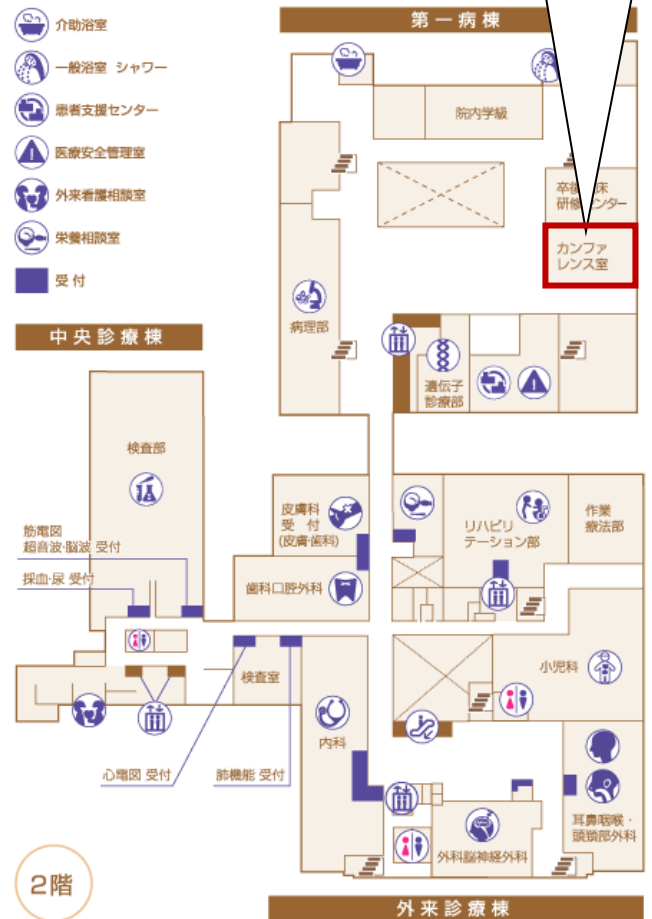 介助浴室
一般浴室 シャワー
患者支援センター
医療安全管理室
外来看護相談室
栄養相談室
受付
第一病棟
院内学級
卒後 床
研修 ンター
カンファ
レンス室
病理部
遺伝子
診療部
中央診療棟
検査部
筋電図
超音波・脳波 受付
採血・尿 受付
皮膚科
受付
(皮膚・歯科)
歯科口腔外科
リハビリ
テーション部
作業
療法部
検査室
小児科
内科
心電図 受付
肺機能 受付
耳鼻咽喉・
頭頸部外科
外科脳神経外科
2階
外来診療棟